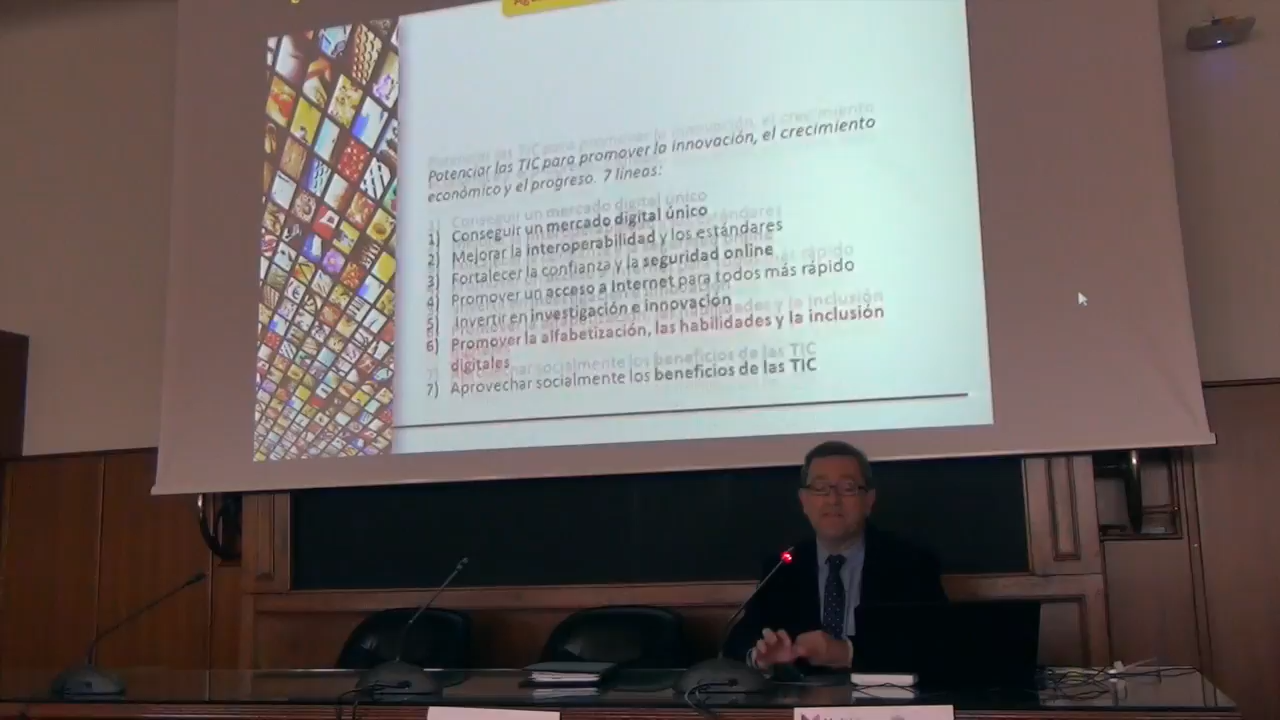 Potenciar las TIC para promover la innovación, el crecimiento
económico y el progreso. 7 líneas:
1) Conseguir un mercado digital único
2) Mejorar la interoperabilidad y los estándares
3) Fortalecer la confianza y la seguridad online
4) Promover un acceso a Internet para todos más rápido
5) Invertir en investigación e innovación
6) Promover la alfabetización, las habilidades y la inclusión
digitales
7) Aprovechar socialmente los beneficios de las TIC